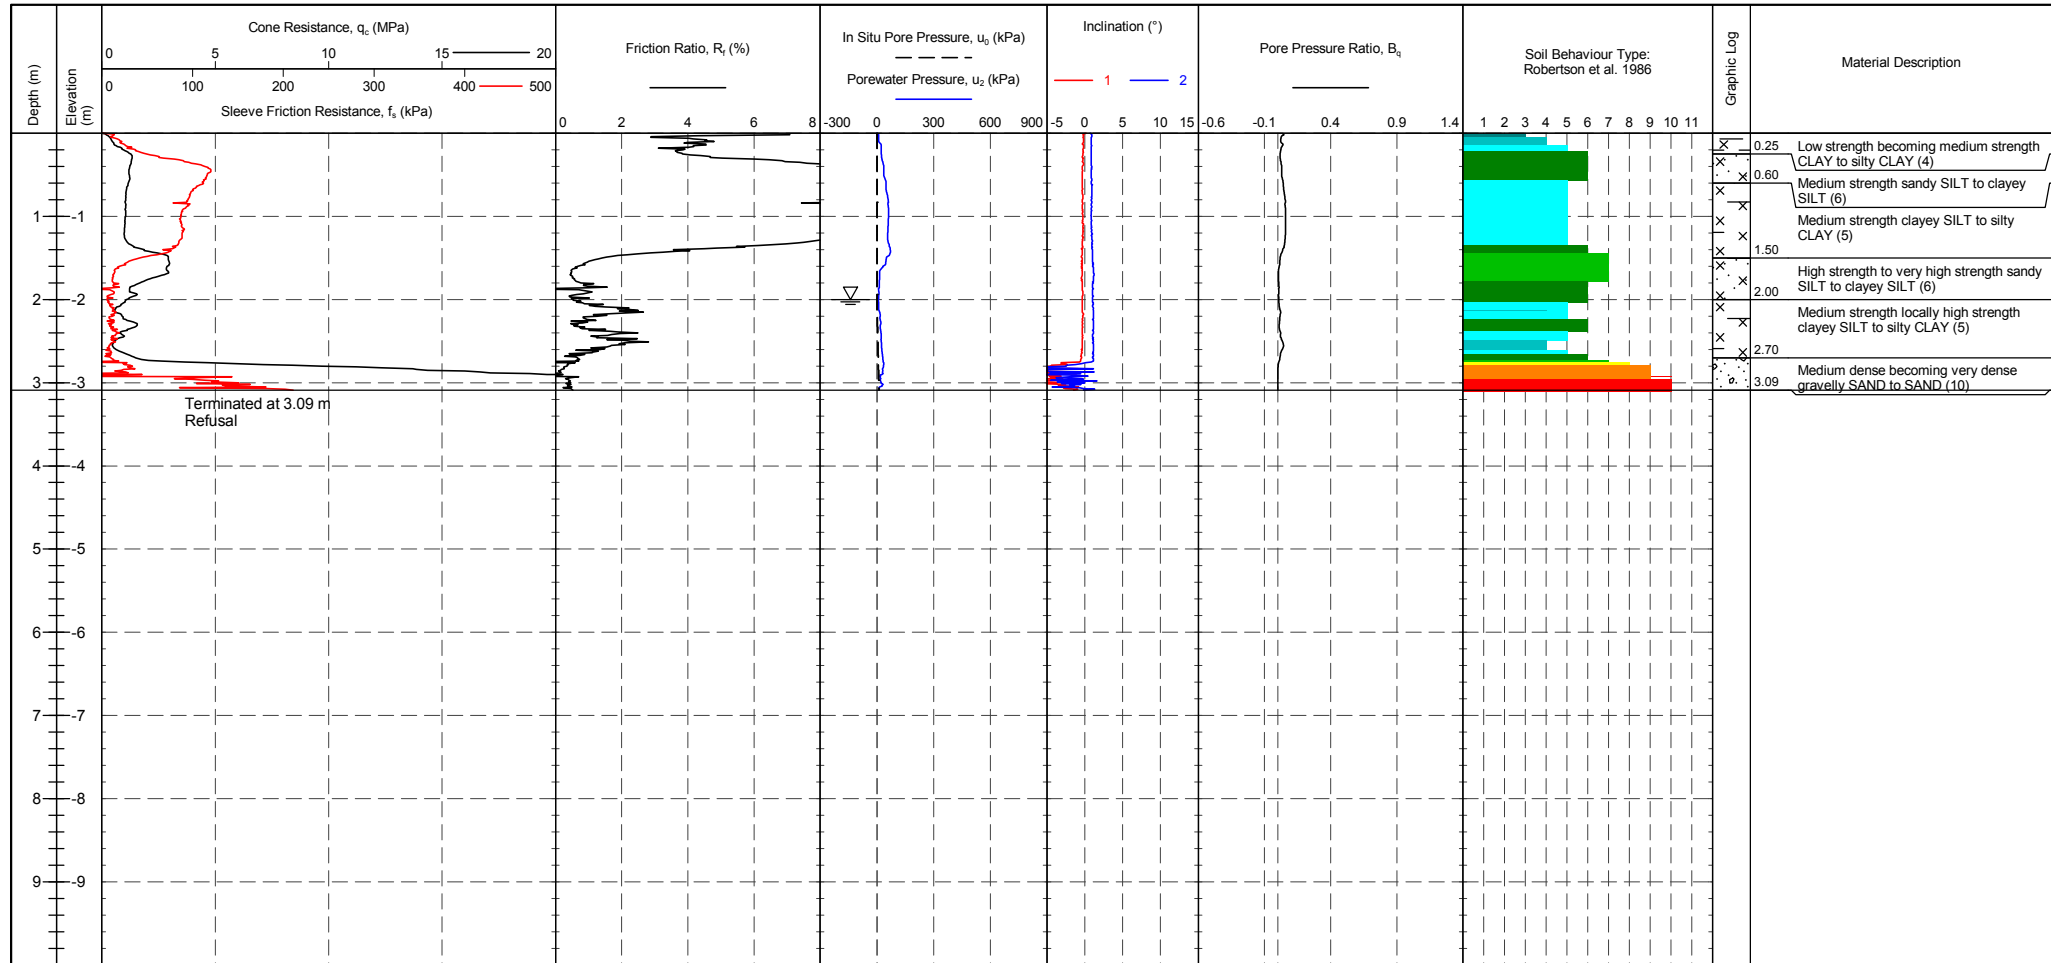 Depth (m)
Elevation (m)
Cone Resistance, qc (MPa)
0 5 10 15 20
0 100 200 300 400 500
Sleeve Friction Resistance, fs (kPa)
Friction Ratio, Rf (%)
0 2 4 6 8
In Situ Pore Pressure, u0 (kPa)
Porewater Pressure, u2 (kPa)
-300 0 300 600 900
Inclination (°)
1 2
-5 0 5 10 15
Pore Pressure Ratio, Bq
-0.6 -0.1 0.4 0.9 1.4
Soil Behaviour Type:
Robertson et al. 1986
1 2 3 4 5 6 7 8 9 10 11
Graphic Log
Material Description
0.25 Low strength becoming medium strength
CLAY to silty CLAY (4)
0.60 Medium strength sandy SILT to clayey
SILT (6)
Medium strength clayey SILT to silty
CLAY (5)
1.50
High strength to very high strength sandy
SILT to clayey SILT (6)
2.00
Medium strength locally high strength
clayey SILT to silty CLAY (5)
2.70
Medium dense becoming very dense
gravelly SAND to SAND (10)
3.09
1 -1
2 -2
3 -3
Terminated at 3.09 m
Refusal
4 -4
5 -5
6 -6
7 -7
8 -8
9 -9